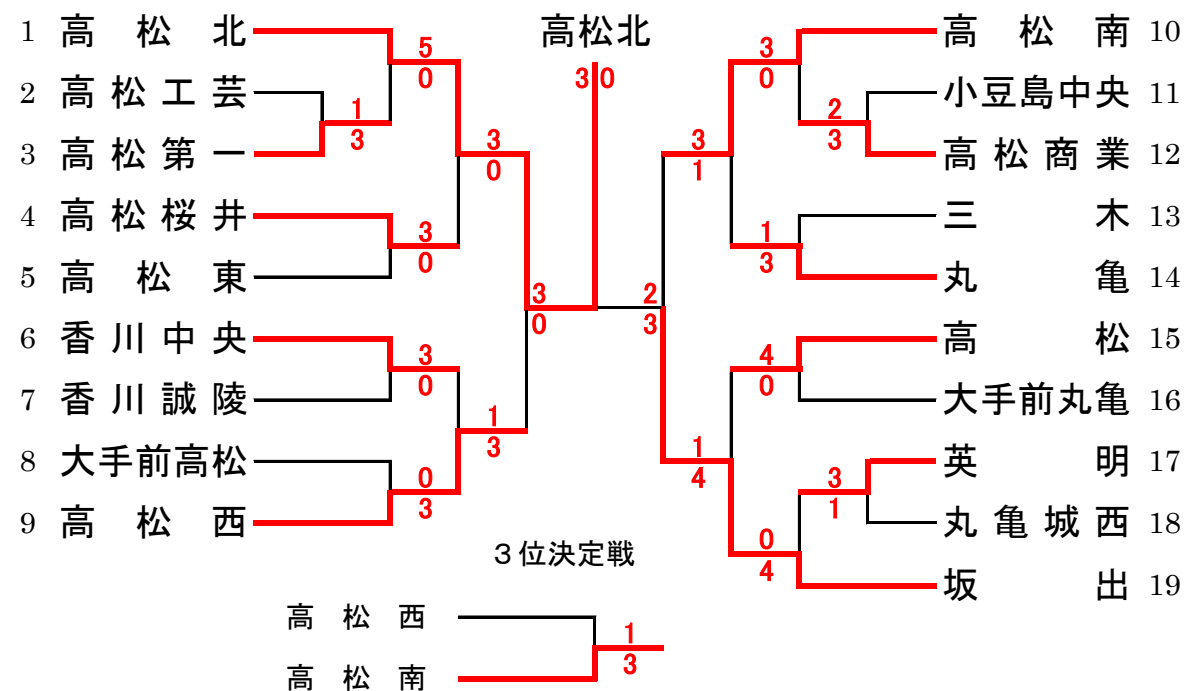 高松北
3 0
1 高松北
2 高松工芸
3 高松第一
4 高松桜井
5 高松東
6 香川中央
7 香川誠陵
8 大手前高松
9 高松西
5
0
1
3
3
0
3
0
3
0
1
3
0
3
3
0
高松南 10
小豆島中央 11
高松商業 12
三木 13
丸亀 14
高松 15
大手前丸亀 16
英明 17
丸亀城西 18
坂出 19
3
0
2
3
3
1
1
3
2
3
4
0
1
4
3
1
0
4
3位決定戦
高松西
高松南
1
3